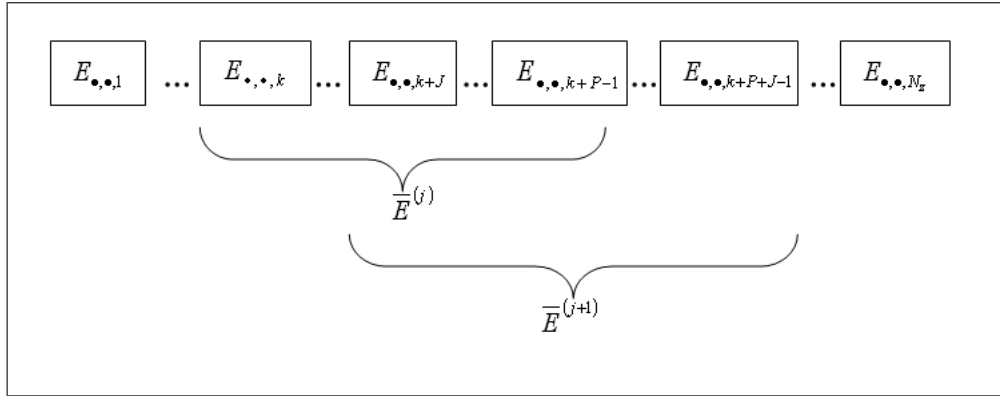 E•,•,1 ... E•,•,k ... E•,•,k+J ... E•,•,k+P−1 ... E•,•,k+P+J−1 ... E•,•,Nz
E̅(j)
E̅(j+1)